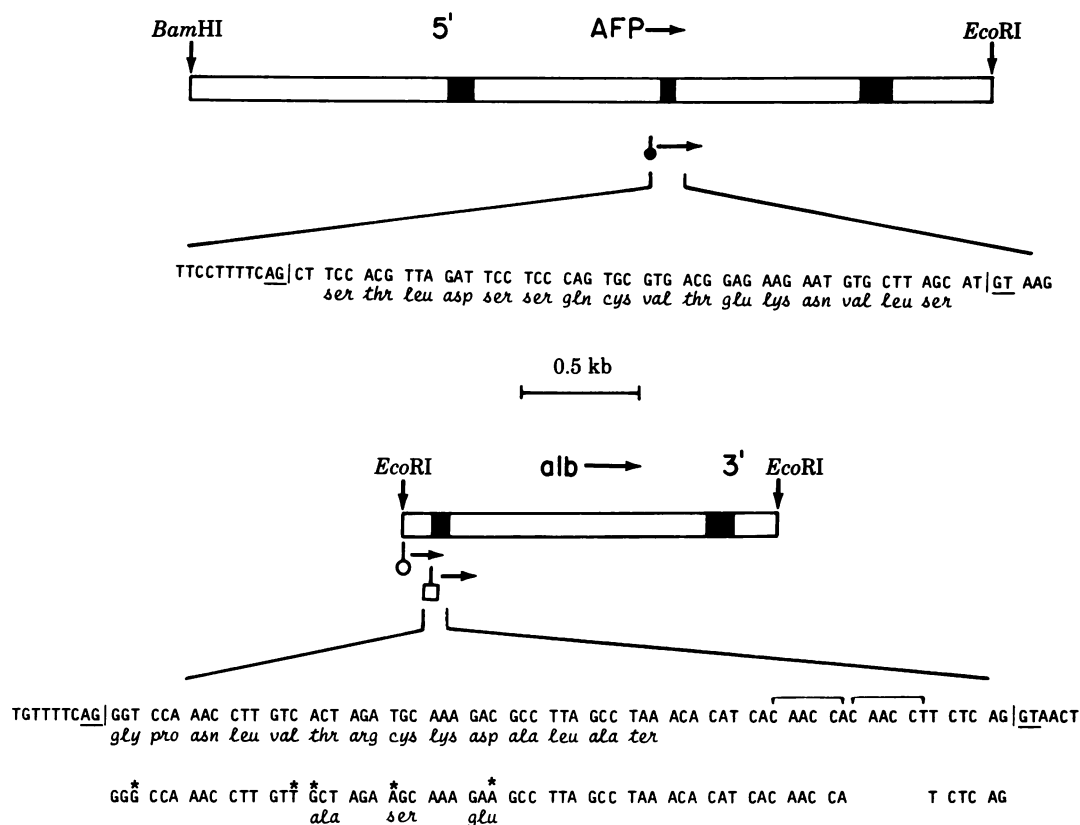 BamHI 5' AFP EcoRI
TTCCTTTTCAG|CT TCC ACG TTA GAT TCC TCC CAG TGC GTG ACG GAG AAG AAT GTG CTT AGC AT|GT AAG
ser thr leu asp ser ser gln cys val thr glu lys asn val leu ser
0.5 kb
EcoRI alb 3' EcoRI
TGTTTTCAG|GGT CCA AAC CTT GTC ACT AGA TGC AAA GAC GCC TTA GCC TAA ACA CAT CAC CAAC CA CAAC CTT CTC AG|GTAACT
gly pro asn leu val thr arg cys lys asp ala leu ala ter
* * * * *
GGG CCA AAC CTT GTT GCT AGA AGC AAA GAA GCC TTA GCC TAA ACA CAT CAC AAC CA T CTC AG
ala ser glu